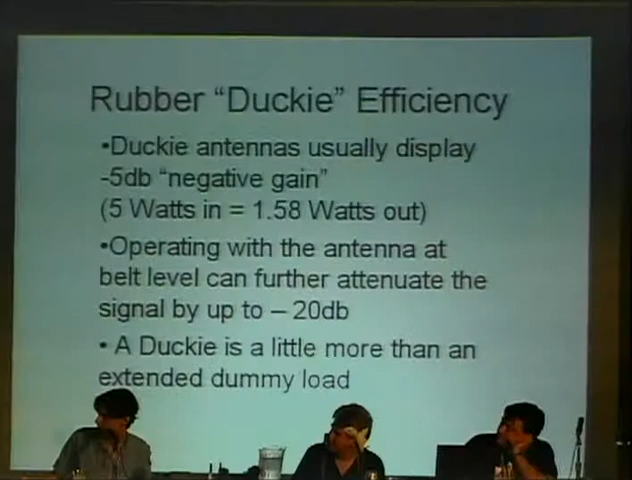 Rubber “Duckie” Efficiency
•Duckie antennas usually display
-5db “negative gain”
(5 Watts in = 1.58 Watts out)
•Operating with the antenna at
belt level can further attenuate the
signal by up to – 20db
• A Duckie is a little more than an
extended dummy load